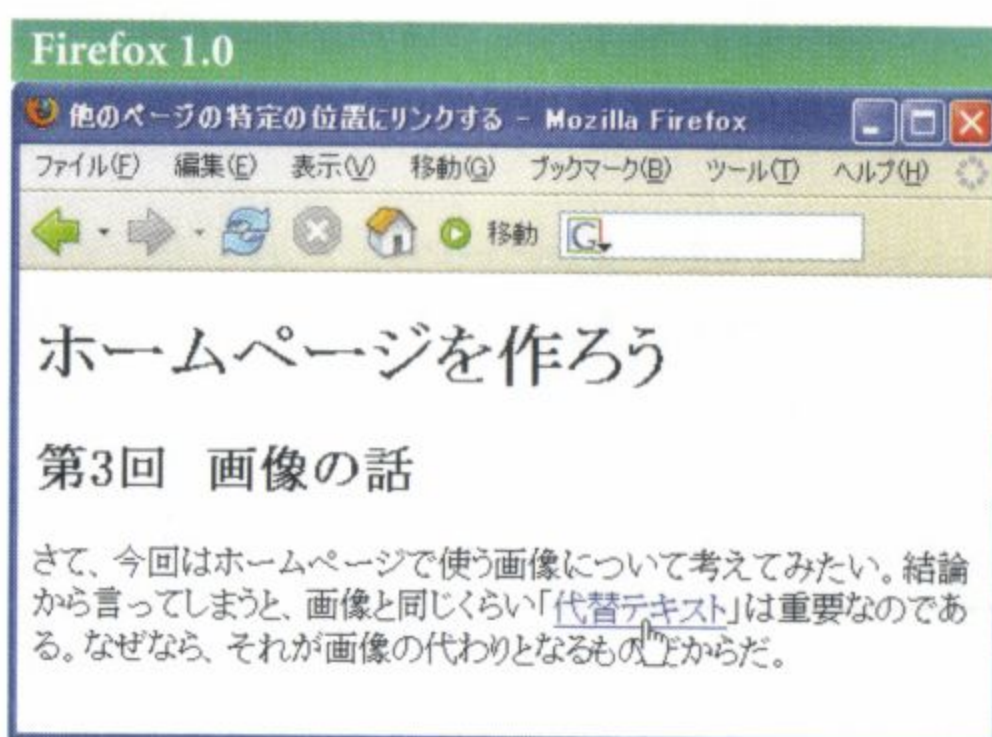 Firefox 1.0
他のページの特定の位置にリンクする - Mozilla Firefox
ファイル(F) 編集(E) 表示(V) 移動(G) ブックマーク(B) ツール(T) ヘルプ(H)
移動 G
ホームページを作ろう
第3回 画像の話
さて、今回はホームページで使う画像について考えてみたい。結論
から言ってしまうと、画像と同じくらい「代替テキスト」は重要なのであ
る。なぜなら、それが画像の代わりとなるものだからだ。